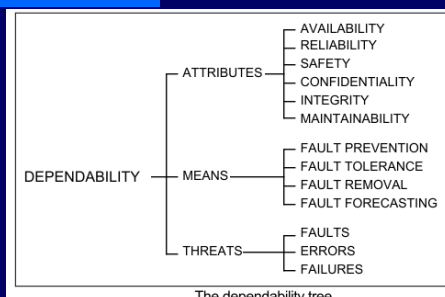 DEPENDABILITY
ATTRIBUTES
AVAILABILITY
RELIABILITY
SAFETY
CONFIDENTIALITY
INTEGRITY
MAINTAINABILITY
MEANS
FAULT PREVENTION
FAULT TOLERANCE
FAULT REMOVAL
FAULT FORECASTING
THREATS
FAULTS
ERRORS
FAILURES
The dependability tree